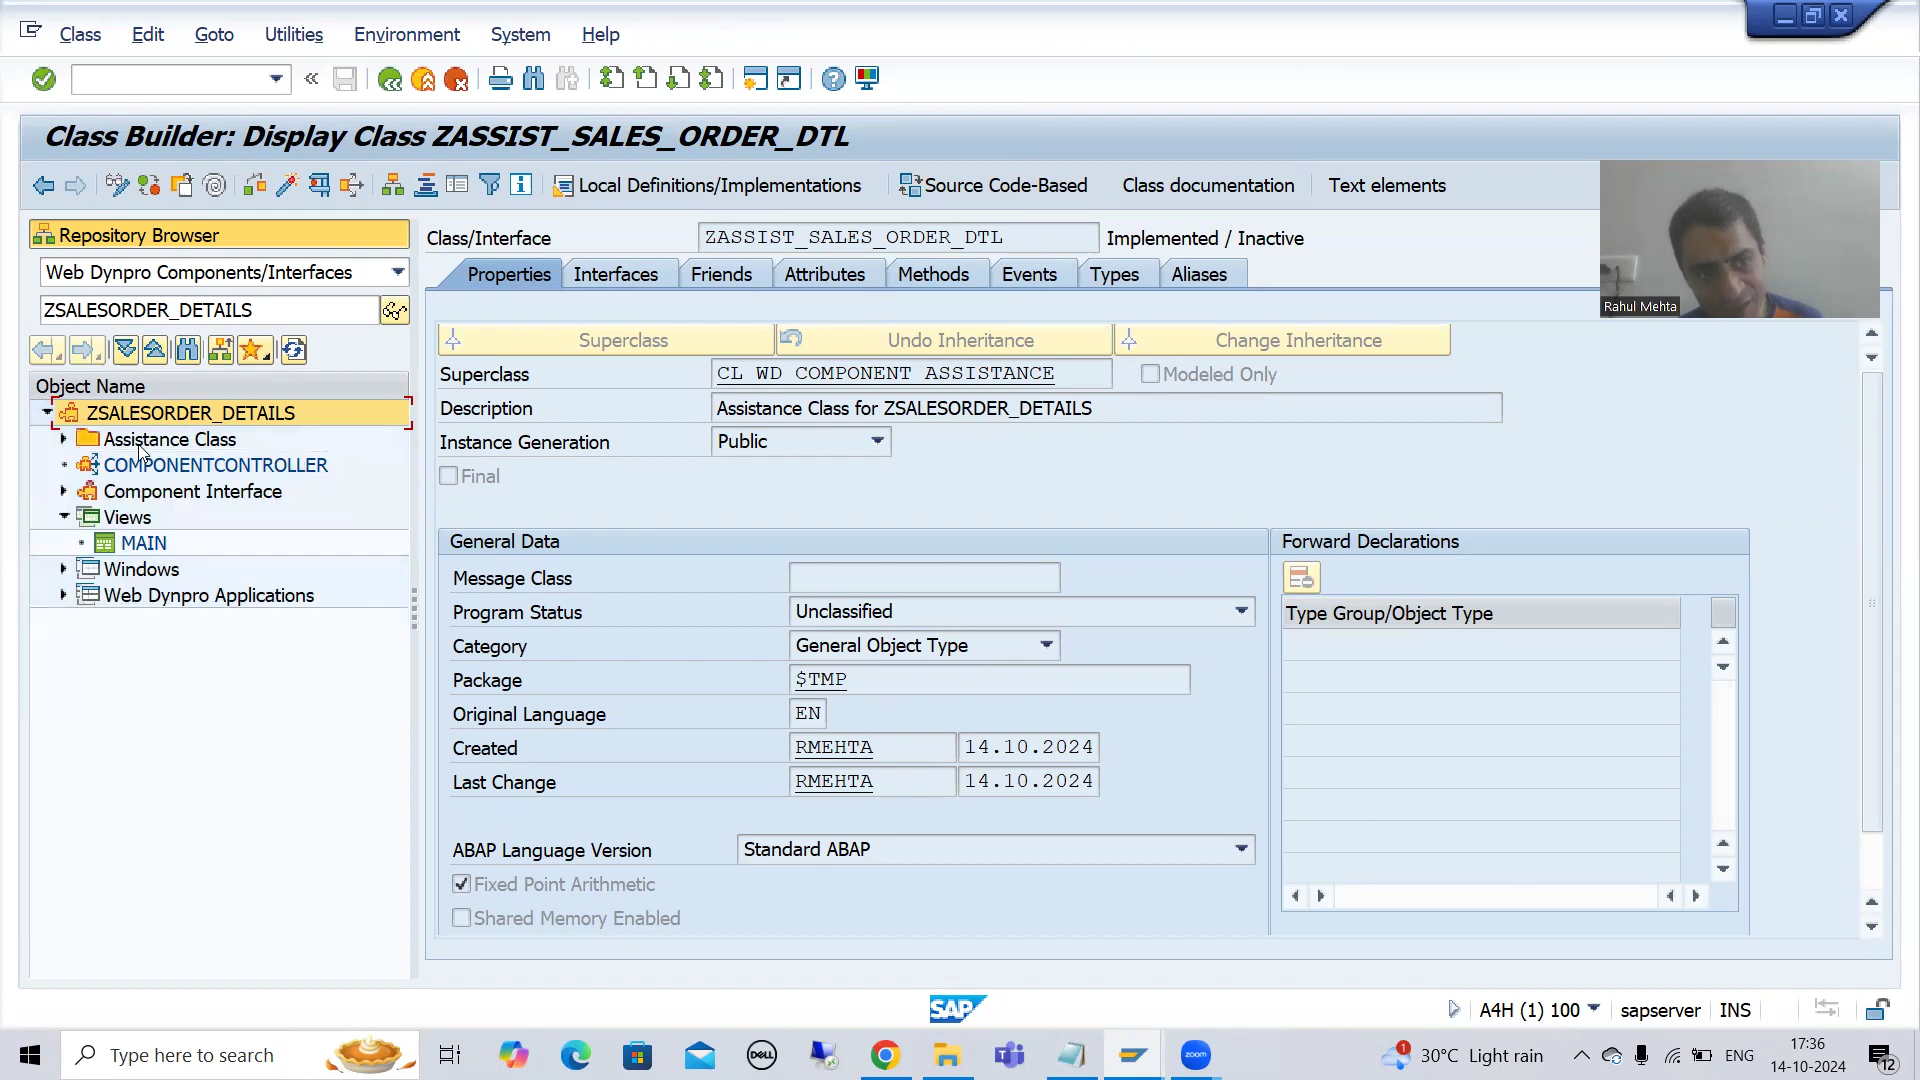 Class Edit Goto Utilities Environment System Help
Class Builder: Display Class ZASSIST_SALES_ORDER_DTL
Local Definitions/Implementations Source Code-Based Class documentation Text elements
Repository Browser
Web Dynpro Components/Interfaces
ZSALESORDER_DETAILS
Object Name
ZSALESORDER_DETAILS
Assistance Class
COMPONENTCONTROLLER
Component Interface
Views
MAIN
Windows
Web Dynpro Applications
Class/Interface ZASSIST_SALES_ORDER_DTL Implemented / Inactive
Properties Interfaces Friends Attributes Methods Events Types Aliases
Superclass Undo Inheritance Change Inheritance
Superclass CL_WD_COMPONENT_ASSISTANCE Modeled Only
Description Assistance Class for ZSALESORDER_DETAILS
Instance Generation Public
Final
General Data
Message Class
Program Status Unclassified
Category General Object Type
Package $TMP
Original Language EN
Created RMEHTA 14.10.2024
Last Change RMEHTA 14.10.2024
ABAP Language Version Standard ABAP
Fixed Point Arithmetic
Shared Memory Enabled
Forward Declarations
Type Group/Object Type
Rahul Mehta
SAP
A4H (1) 100 sapserver INS
Type here to search
DELL
zoom
1
30°C Light rain
ENG
17:36
14-10-2024
12